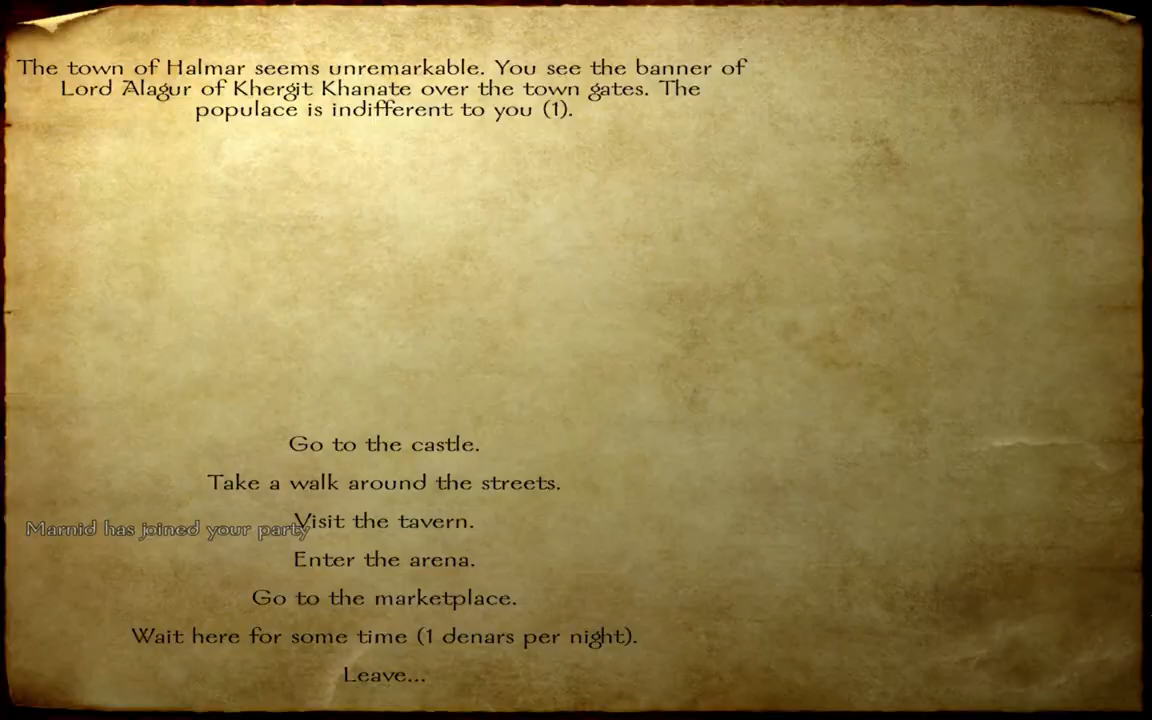 The town of Halmar seems unremarkable. You see the banner of
Lord Alagur of Khergit Khanate over the town gates. The
populace is indifferent to you (1).
Go to the castle.
Take a walk around the streets.
Visit the tavern.
Marnid has joined your party
Enter the arena.
Go to the marketplace.
Wait here for some time (1 denars per night).
Leave...